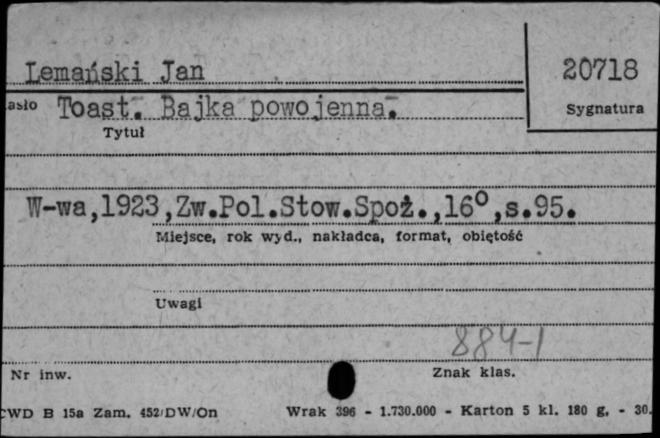 Lemański Jan
20718
asło Toast. Bajka powojenna.
Sygnatura
Tytuł
W-wa,1923,Zw.Pol.Stow.Spoż.,16°,s.95.
Miejsce, rok wyd., nakładca, format, objętość
Uwagi
884-1
Nr inw.
Znak klas.
CWD B 15a Zam. 452/DW/On Wrak 396 - 1.730.000 - Karton 5 kl. 180 g. - 30.